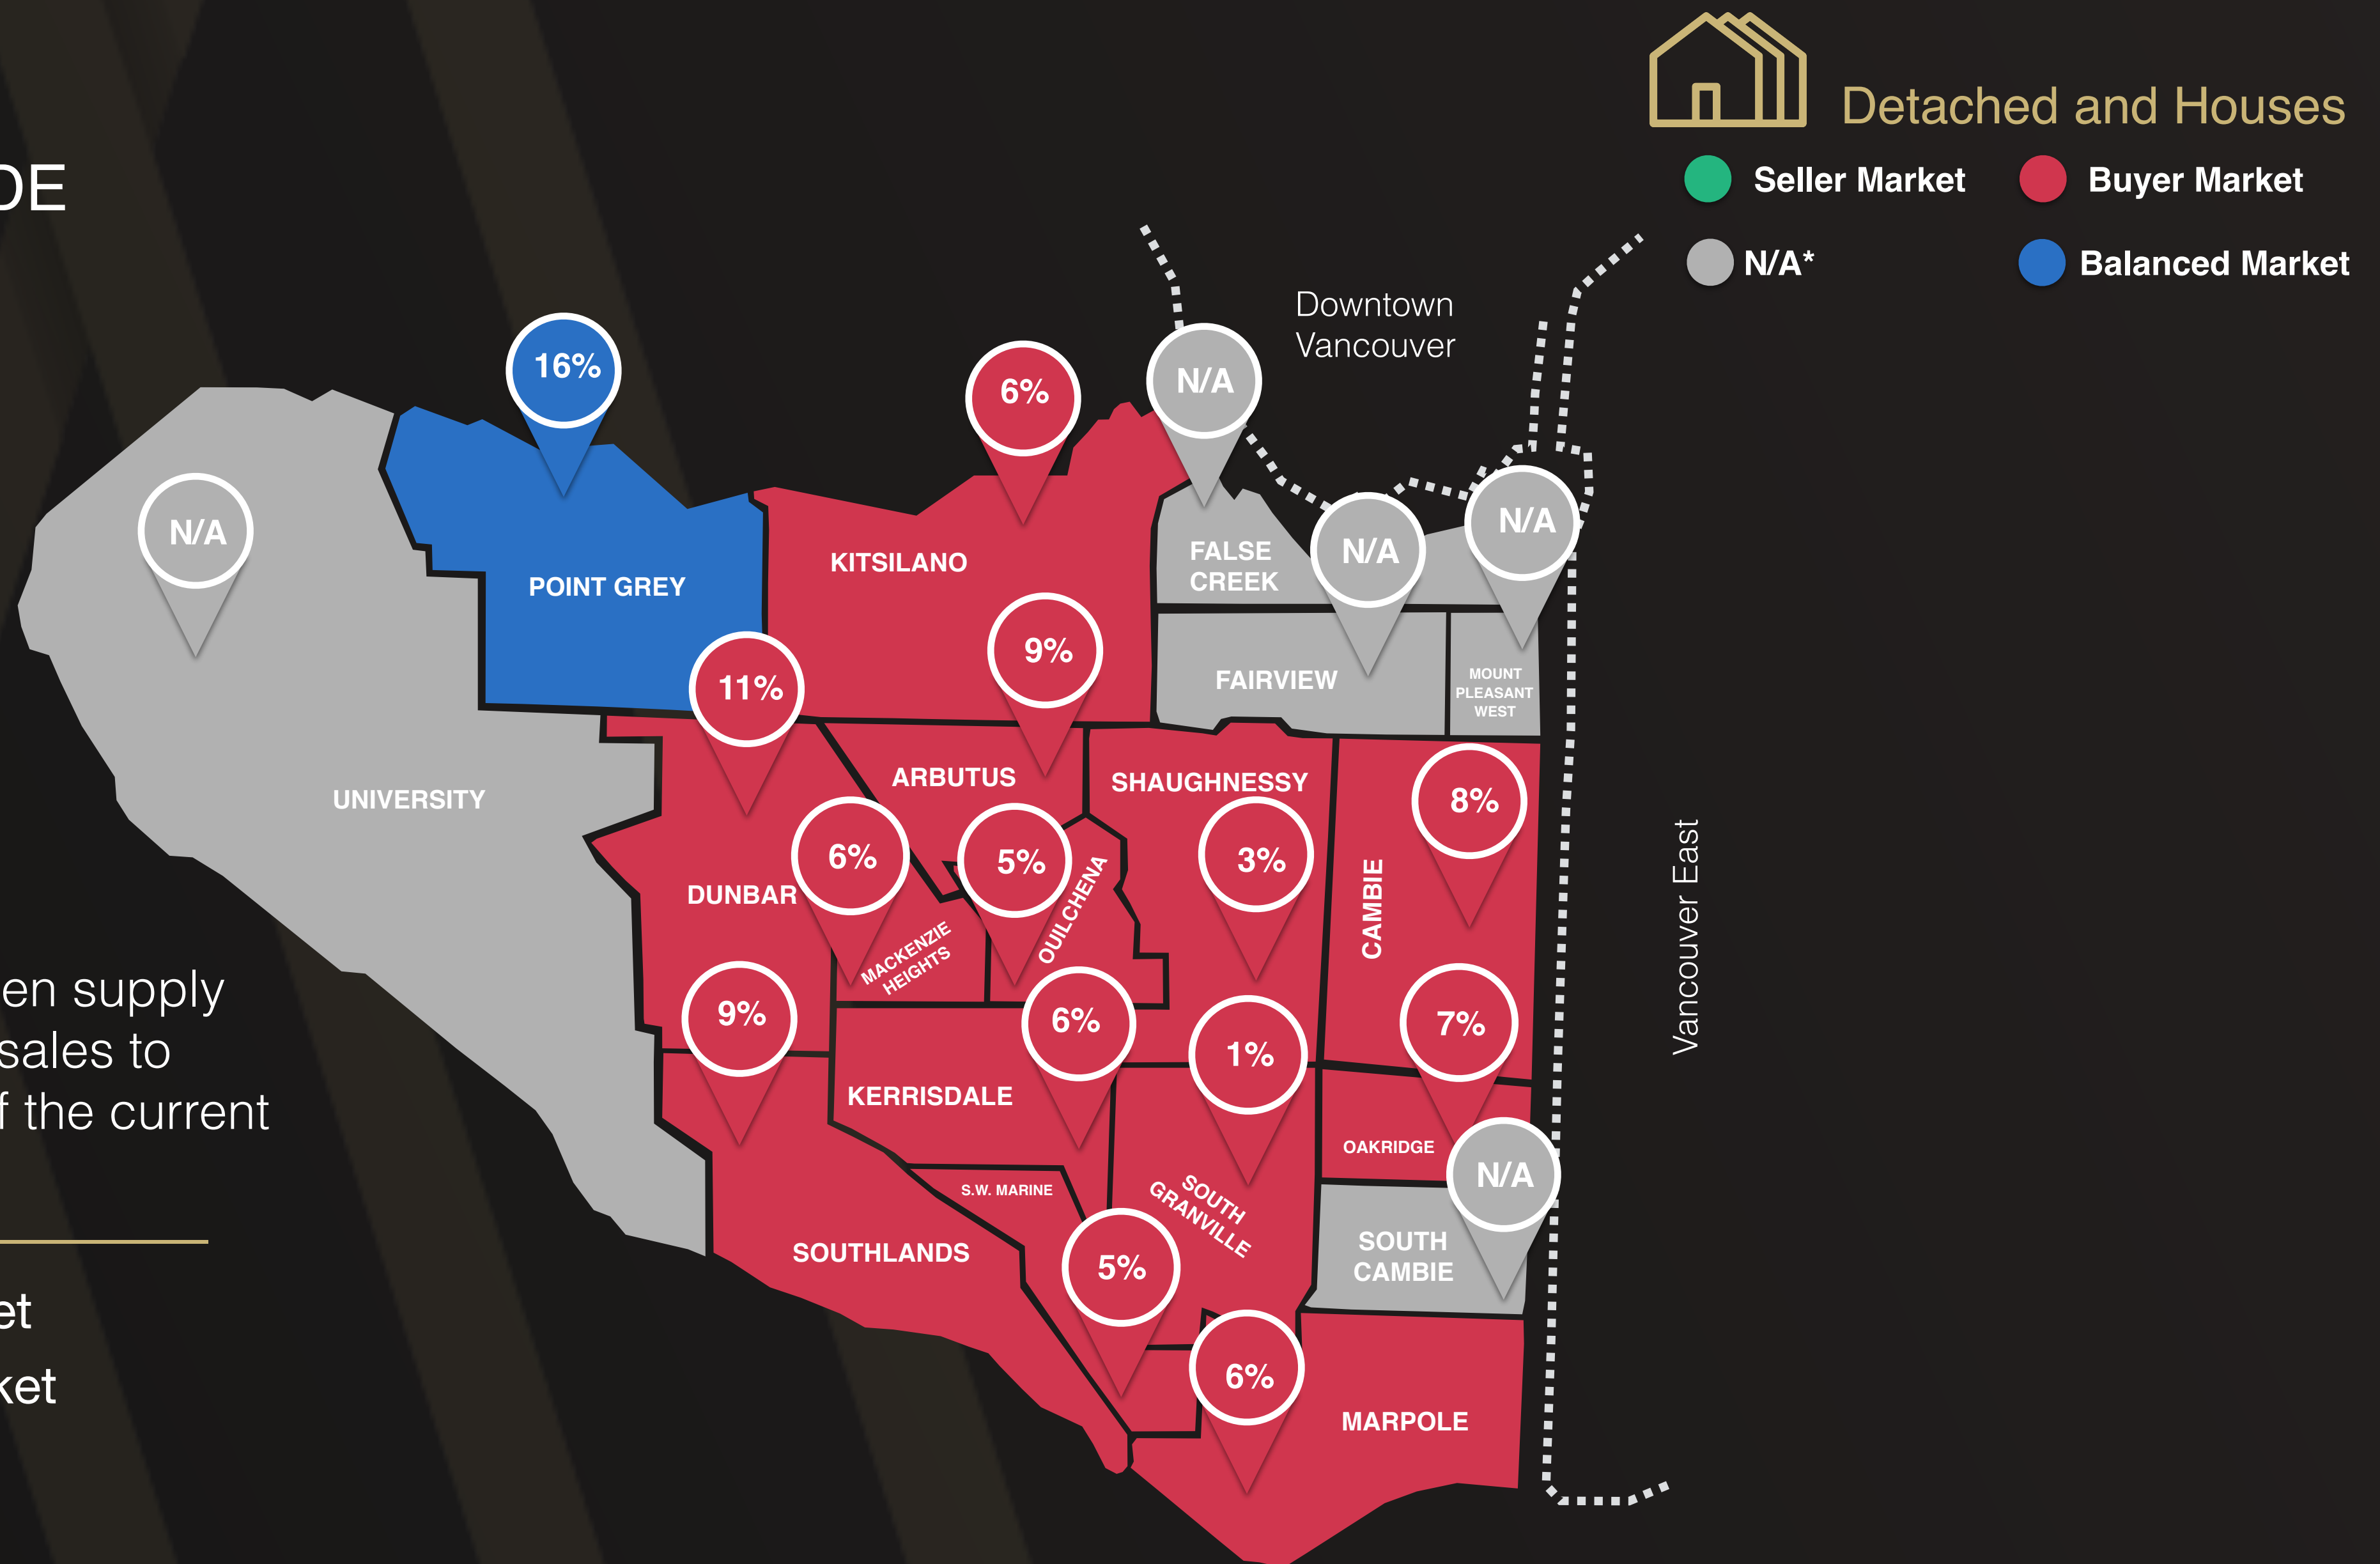 Detached and Houses
Seller Market
Buyer Market
N/A*
Balanced Market
DE
Downtown
Vancouver
16%
6%
N/A
N/A
N/A
N/A
KITSILANO
FALSE
CREEK
POINT GREY
9%
11%
FAIRVIEW
MOUNT
PLEASANT
WEST
UNIVERSITY
ARBUTUS
SHAUGHNESSY
8%
6%
5%
3%
DUNBAR
QUILCHENA
CAMBIE
Vancouver East
MACKENZIE
HEIGHTS
en supply
sales to
f the current
9%
6%
1%
7%
KERRISDALE
OAKRIDGE
N/A
S.W. MARINE
SOUTH
GRANVILLE
SOUTHLANDS
5%
SOUTH
CAMBIE
et
ket
6%
MARPOLE